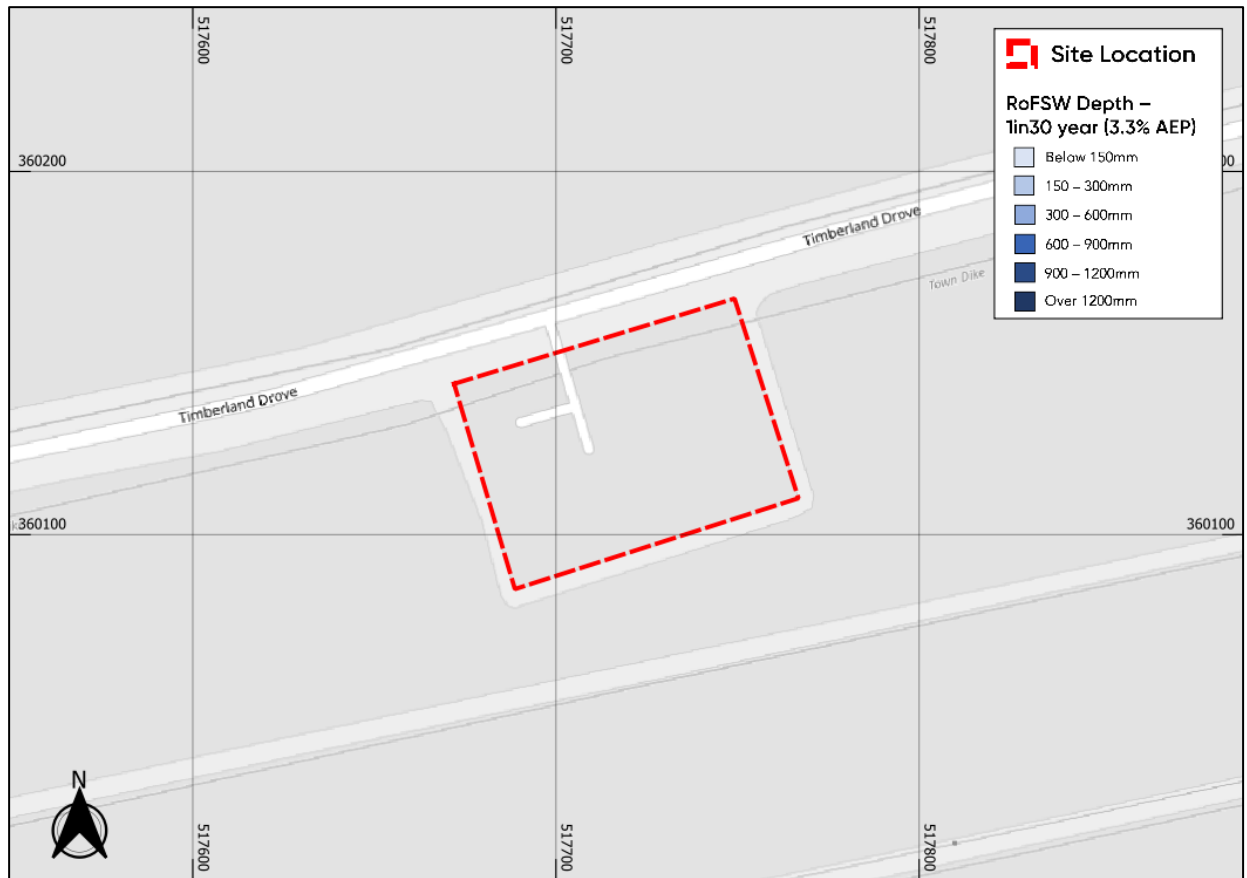 517600
517700
517800
Site Location
RoFSW Depth –
1in30 year (3.3% AEP)
Below 150mm
150 – 300mm
300 – 600mm
600 – 900mm
900 – 1200mm
Over 1200mm
360200
00
Timberland Drove
Town Dike
Timberland Drove
k
360100
360100
N
517600
517700
517800